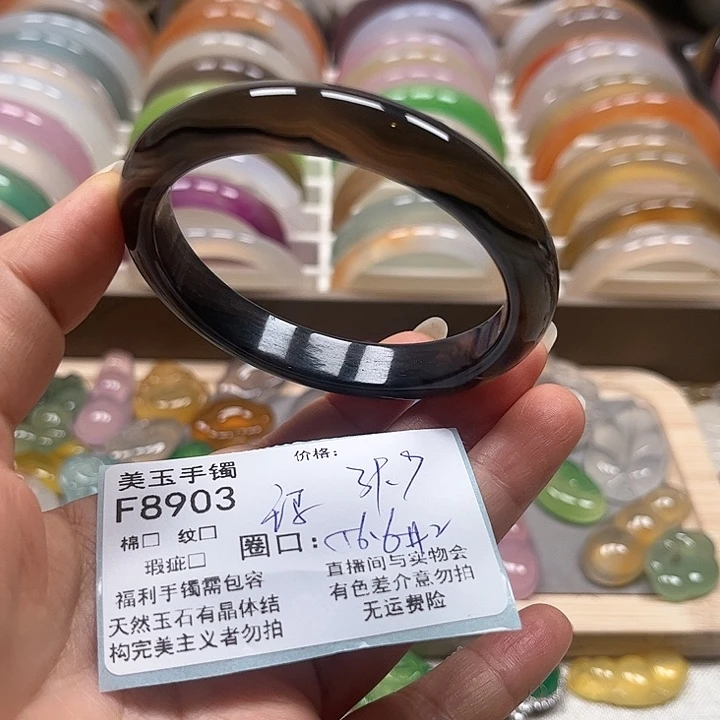 美玉手镯
价格:
F8903
棉□ 纹□
圈口:
瑕疵□
福利手镯需包容
天然玉石有晶体结
构完美主义者勿拍
直播间与实物会
有色差介意勿拍
无运费险